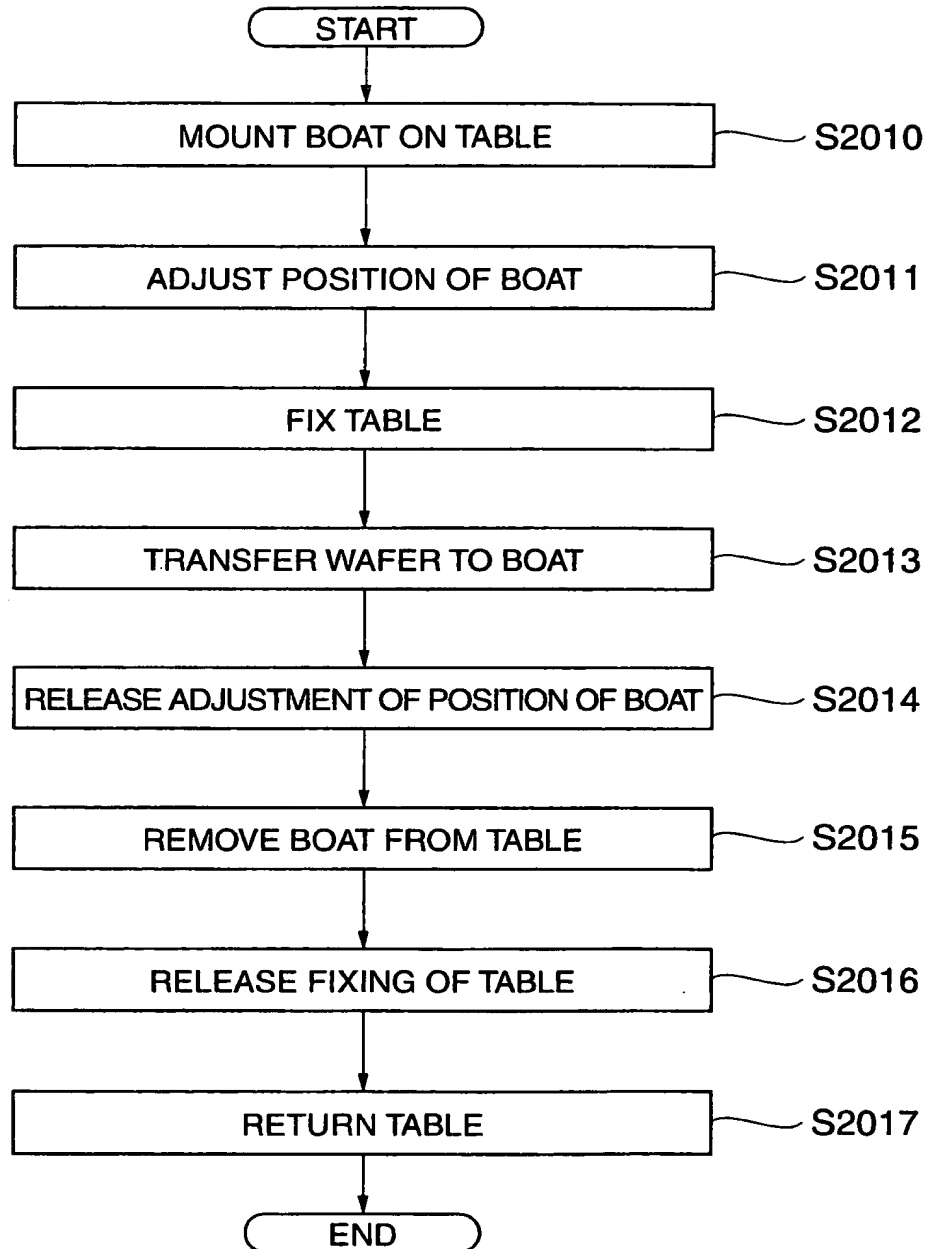 START
MOUNT BOAT ON TABLE
S2010
ADJUST POSITION OF BOAT
S2011
FIX TABLE
S2012
TRANSFER WAFER TO BOAT
S2013
RELEASE ADJUSTMENT OF POSITION OF BOAT
S2014
REMOVE BOAT FROM TABLE
S2015
RELEASE FIXING OF TABLE
S2016
RETURN TABLE
S2017
END